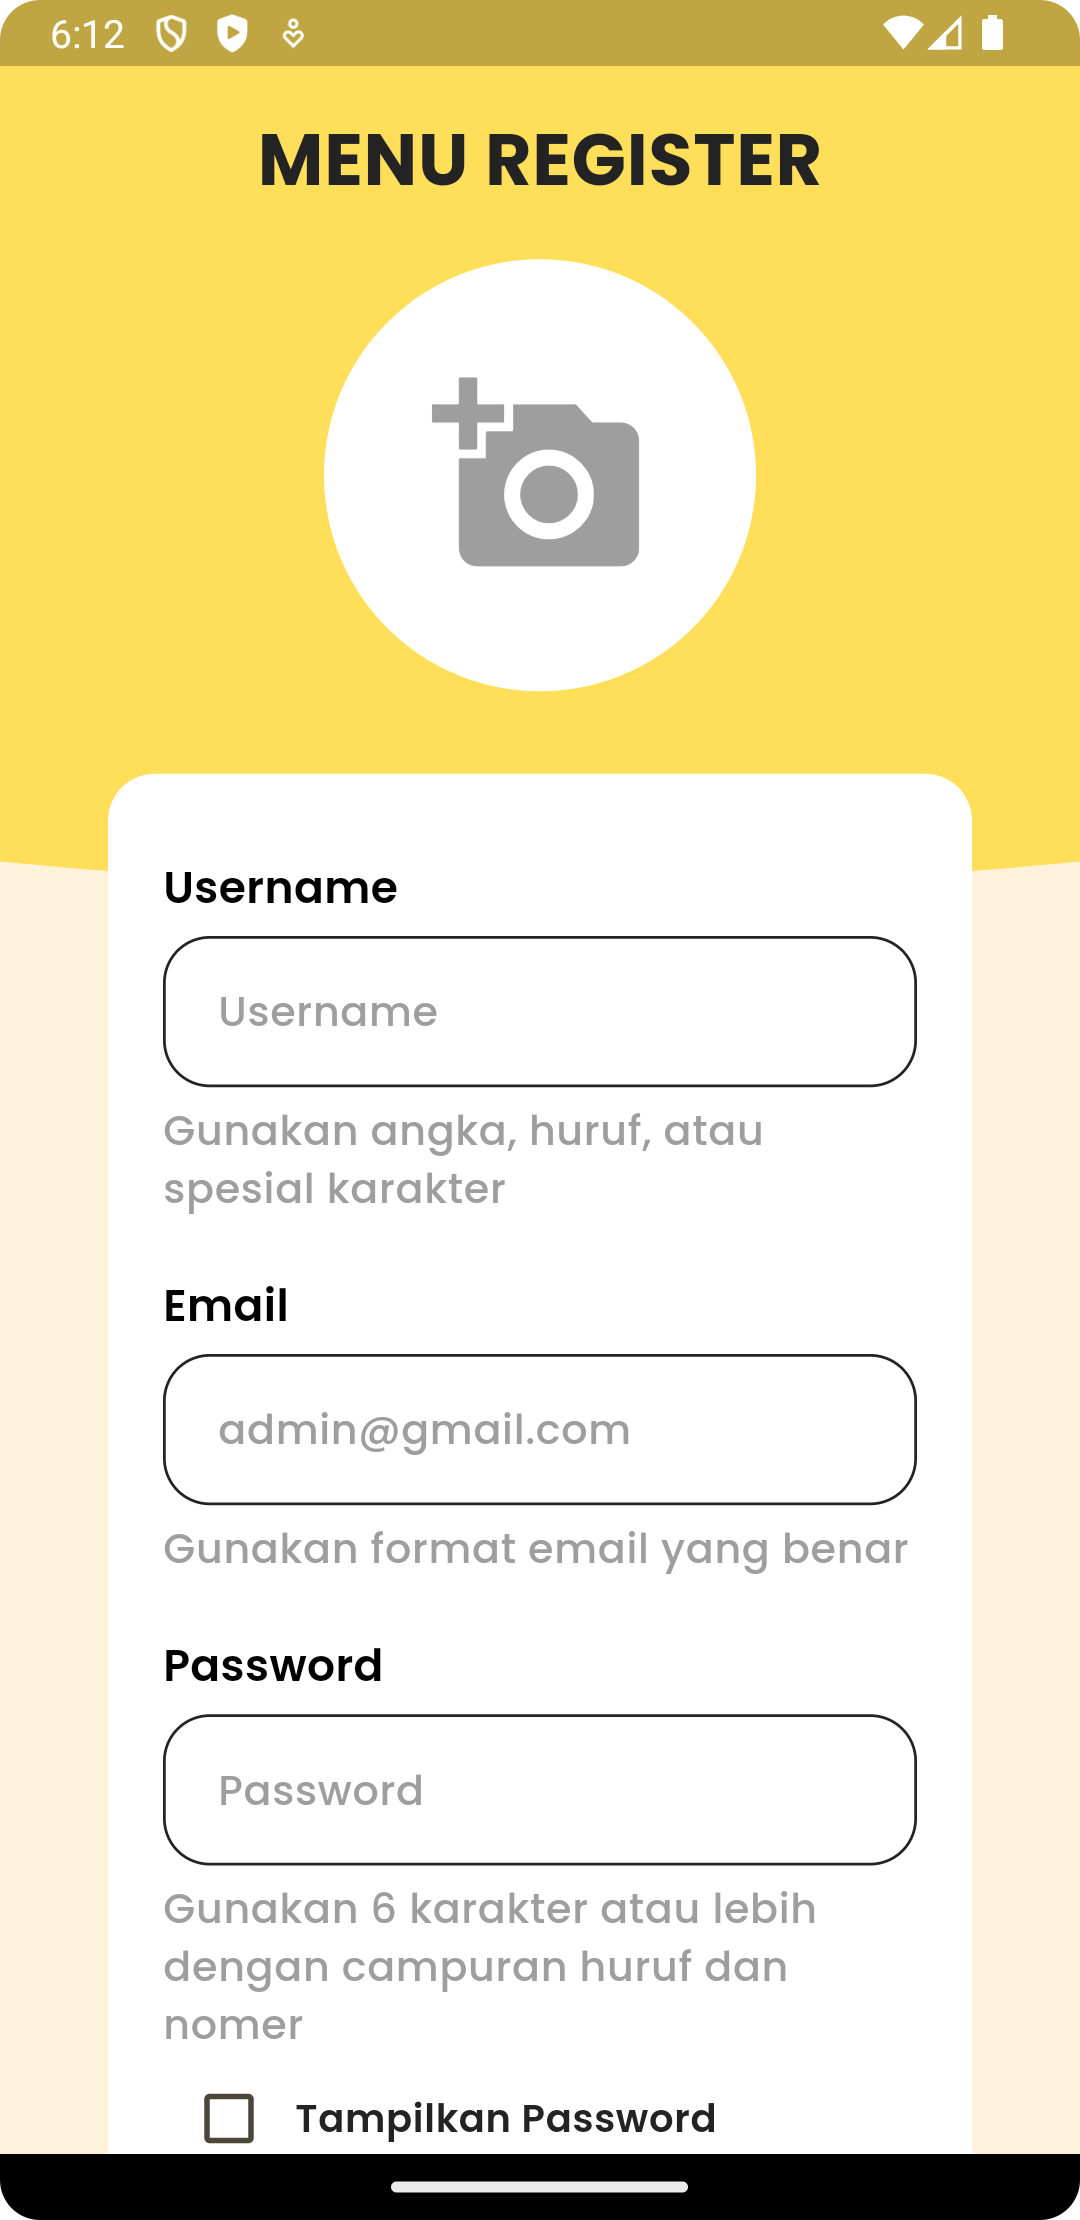 6:12
MENU REGISTER
Username
Username
Gunakan angka, huruf, atau
spesial karakter
Email
admin@gmail.com
Gunakan format email yang benar
Password
Password
Gunakan 6 karakter atau lebih
dengan campuran huruf dan
nomer
Tampilkan Password